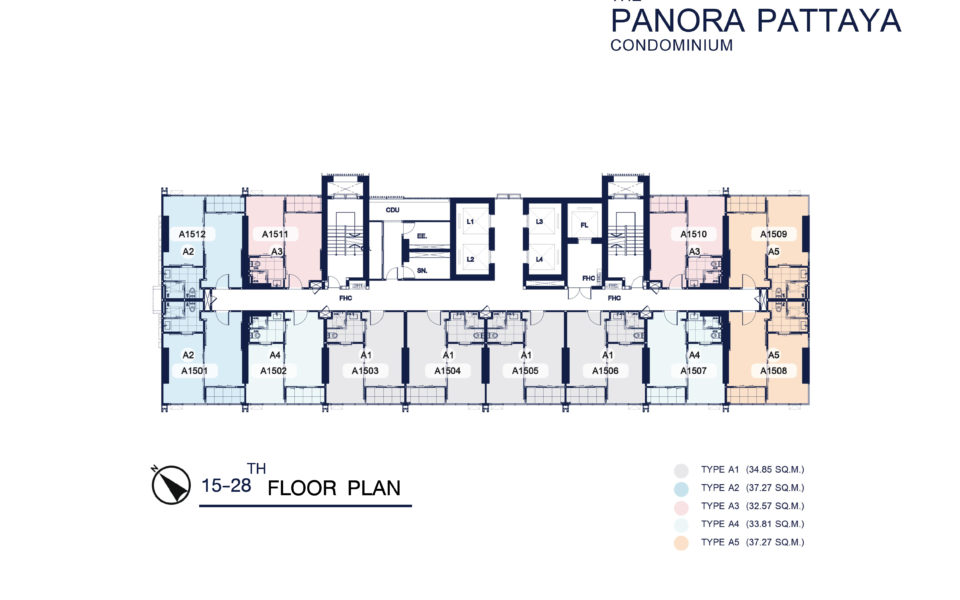 PANORA PATTAYA
CONDOMINIUM
CDU
EE.
SN.
L1
L2
L3
L4
FL
FHC
A1512
A2
A1511
A3
A1510
A3
A1509
A5
FHC
FHC
A2
A1501
A4
A1502
A1
A1503
A1
A1504
A1
A1505
A1
A1506
A4
A1507
A5
A1508
N
15-28TH FLOOR PLAN
TYPE A1 (34.85 SQ.M.)
TYPE A2 (37.27 SQ.M.)
TYPE A3 (32.57 SQ.M.)
TYPE A4 (33.81 SQ.M.)
TYPE A5 (37.27 SQ.M.)